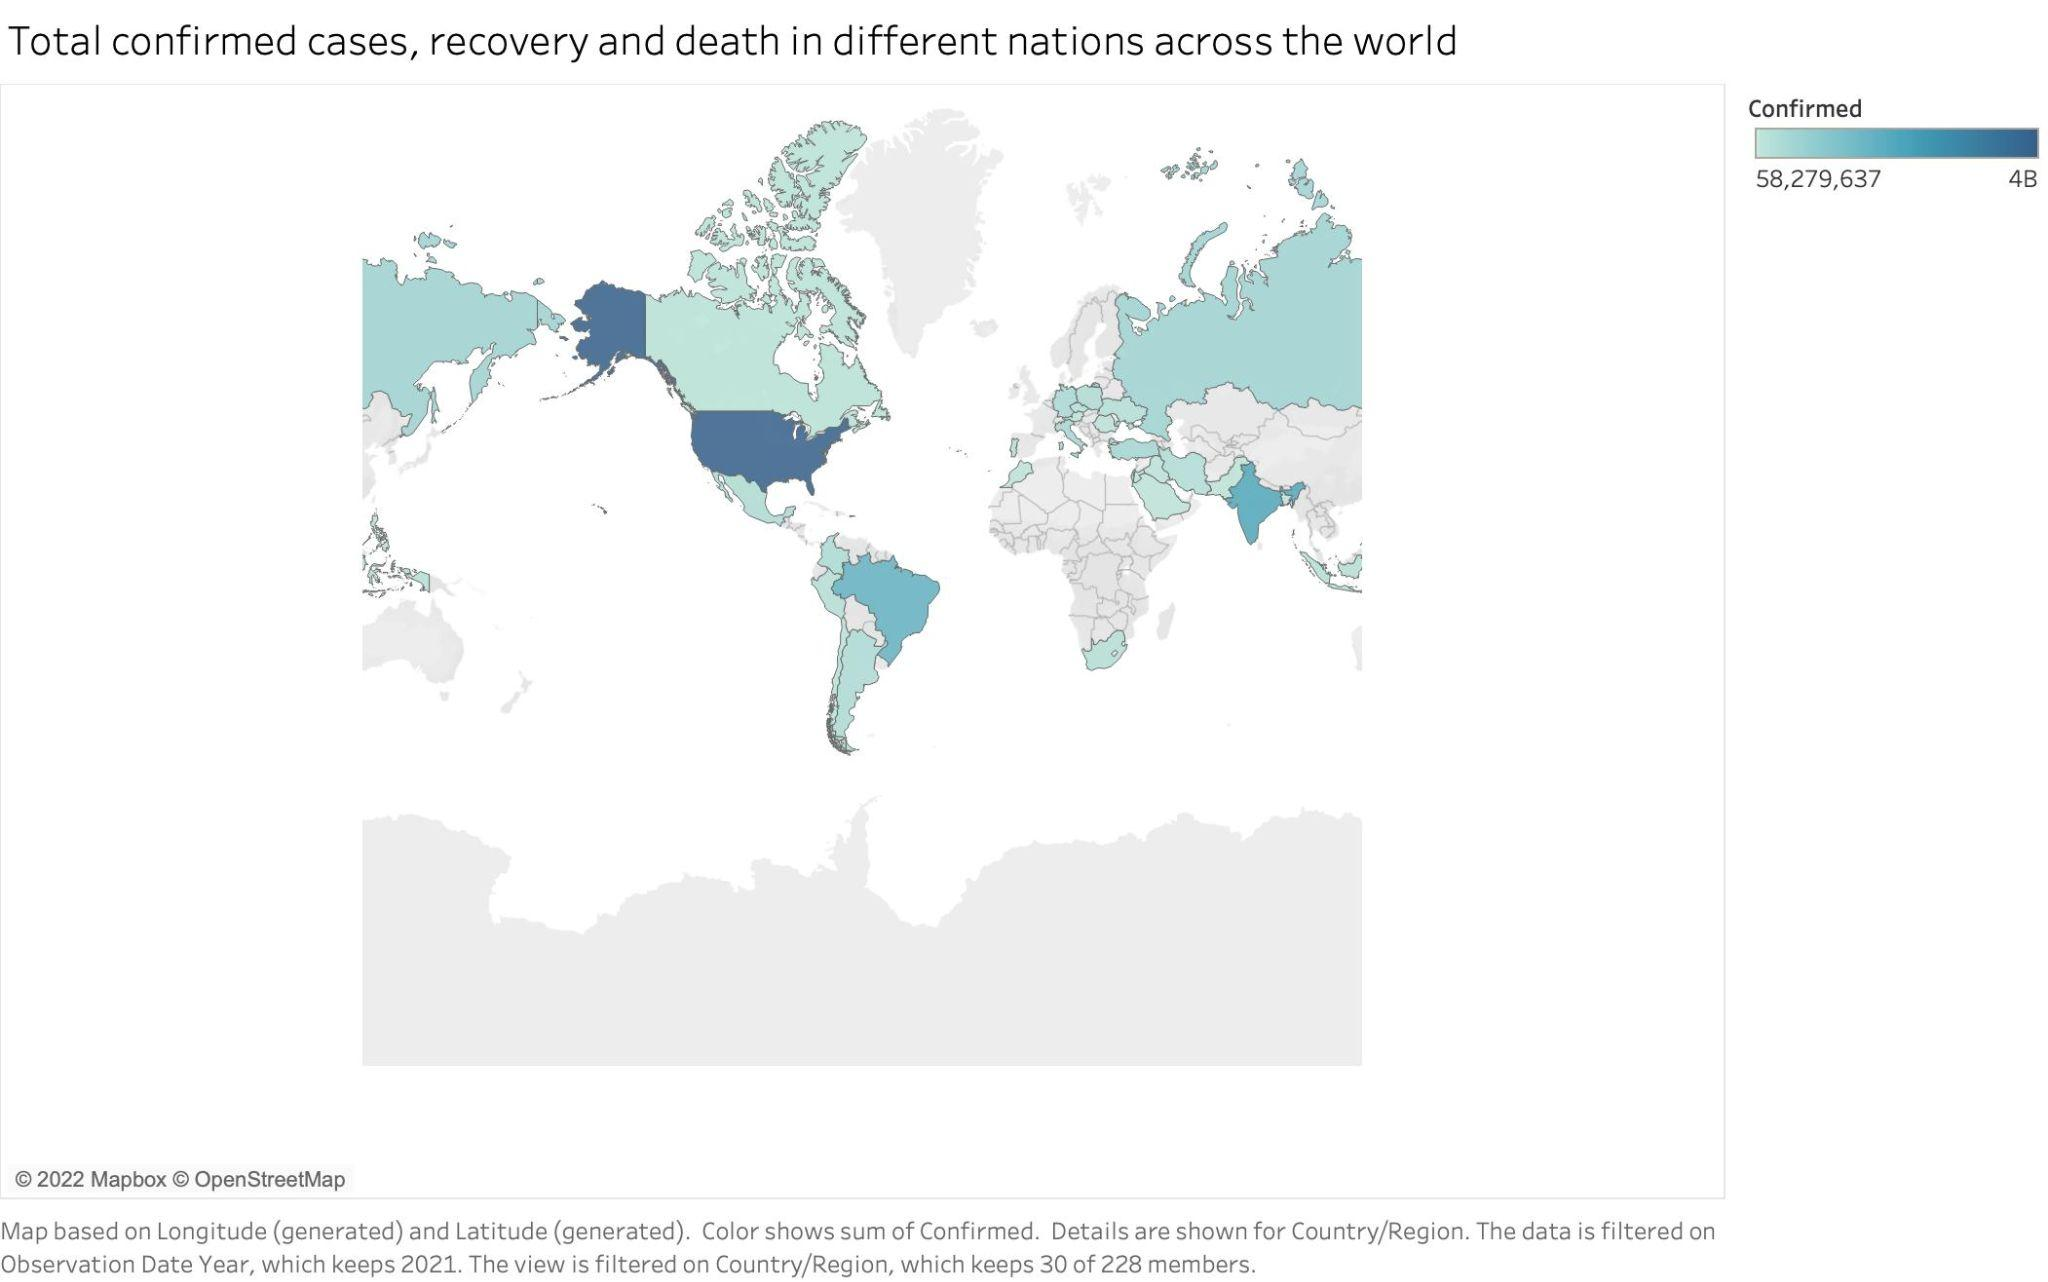 Total confirmed cases, recovery and death in different nations across the world
Confirmed
58,279,637 4B
© 2022 Mapbox © OpenStreetMap
Map based on Longitude (generated) and Latitude (generated).  Color shows sum of Confirmed.  Details are shown for Country/Region. The data is filtered on
Observation Date Year, which keeps 2021. The view is filtered on Country/Region, which keeps 30 of 228 members.